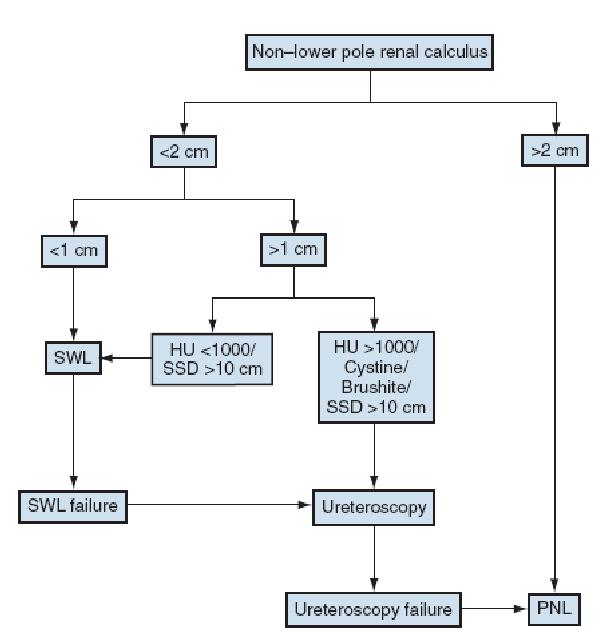 Non–lower pole renal calculus
<2 cm
>2 cm
<1 cm
>1 cm
SWL
HU <1000/
SSD >10 cm
HU >1000/
Cystine/
Brushite/
SSD >10 cm
SWL failure
Ureteroscopy
Ureteroscopy failure
PNL